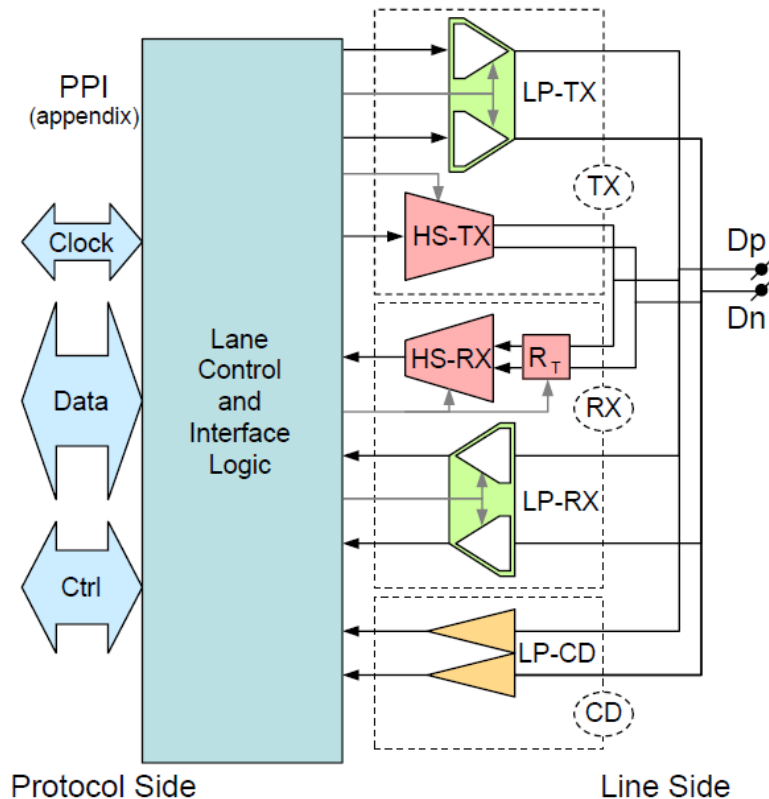 PPI
(appendix)
Clock
Data
Ctrl
Lane
Control
and
Interface
Logic
LP-TX
TX
HS-TX
Dp
Dn
HS-RX
RT
RX
LP-RX
LP-CD
CD
Protocol Side
Line Side